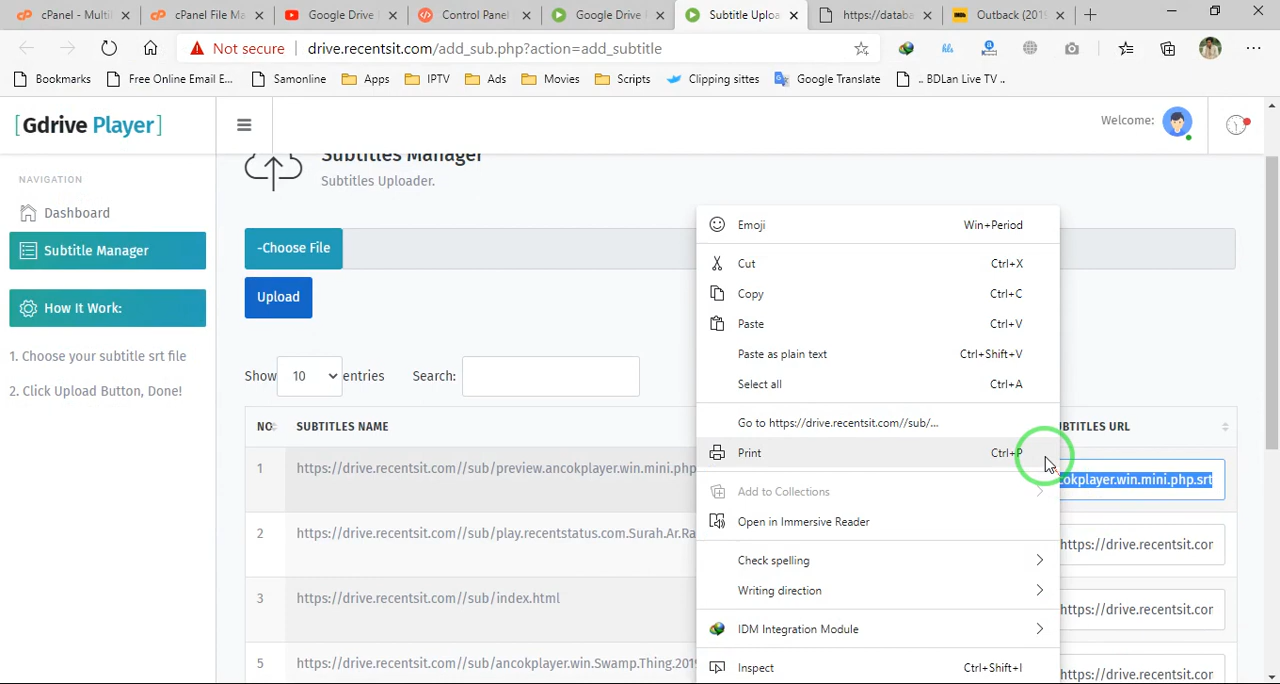 cPanel - Multi
cPanel File Ma
Google Drive
Control Panel
Google Drive
Subtitle Uploa
https://databa
Outback (201
Not secure
drive.recentsit.com/add_sub.php?action=add_subtitle
Bookmarks
Free Online Email E...
Samonline
Apps
IPTV
Ads
Movies
Scripts
Clipping sittes
Google Translate
.. BDLan Live TV ..
[Gdrive Player]
Welcome:
Subtitles Manager
Subtitles Uploader.
NAVIGATION
Dashboard
Subtitle Manager
How It Work:
1. Choose your subtitle srt file
2. Click Upload Button, Done!
-Choose File
Upload
Show 10 entries
Search:
NO
SUBTITLES NAME
BTITLES URL
1
https://drive.recentsit.com//sub/preview.ancokplayer.win.mini.php
okplayer.win.mini.php.srt
2
https://drive.recentsit.com//sub/play.recentstatus.com.Surah.Ar.Ra
https://drive.recentsit.cor
3
https://drive.recentsit.com//sub/index.html
https://drive.recentsit.cor
5
https://drive.recentsit.com//sub/ancokplayer.win.Swamp.Thing.201
https://drive.recentsit.cor
Emoji Win+Period
Cut Ctrl+X
Copy Ctrl+C
Paste Ctrl+V
Paste as plain text Ctrl+Shift+V
Select all Ctrl+A
Go to https://drive.recentsit.com//sub/...
Print Ctrl+P
Add to Collections
Open in Immersive Reader
Check spelling
Writing direction
IDM Integration Module
Inspect Ctrl+Shift+I